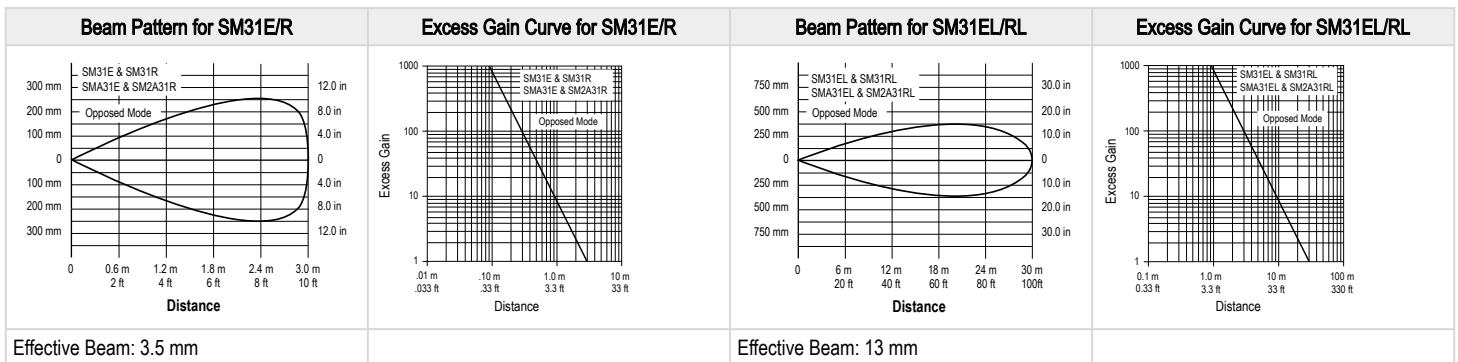 Beam Pattern for SM31E/R
Excess Gain Curve for SM31E/R
Beam Pattern for SM31EL/RL
Excess Gain Curve for SM31EL/RL
SM31E & SM31R
SMA31E & SM2A31R
Opposed Mode
300 mm
200 mm
100 mm
0
100 mm
200 mm
300 mm
12.0 in
8.0 in
4.0 in
0
4.0 in
8.0 in
12.0 in
0 0.6 m 1.2 m 1.8 m 2.4 m 3.0 m
2 ft 4 ft 6 ft 8 ft 10 ft
Distance
1000
100
10
1
Excess Gain
SM31E & SM31R
SMA31E & SM2A31R
Opposed Mode
.01 m .10 m 1.0 m 10 m
.033 ft .33 ft 3.3 ft 33 ft
Distance
SM31EL & SM31RL
SMA31EL & SM2A31RL
Opposed Mode
750 mm
500 mm
250 mm
0
250 mm
500 mm
750 mm
30.0 in
20.0 in
10.0 in
0
10.0 in
20.0 in
30.0 in
0 6 m 12 m 18 m 24 m 30 m
20 ft 40 ft 60 ft 80 ft 100ft
Distance
1000
100
10
1
Excess Gain
SM31EL & SM31RL
SMA31EL & SM2A31RL
Opposed Mode
0.1 m 1.0 m 10 m 100 m
0.33 ft 3.3 ft 33 ft 330 ft
Distance
Effective Beam: 3.5 mm
Effective Beam: 13 mm